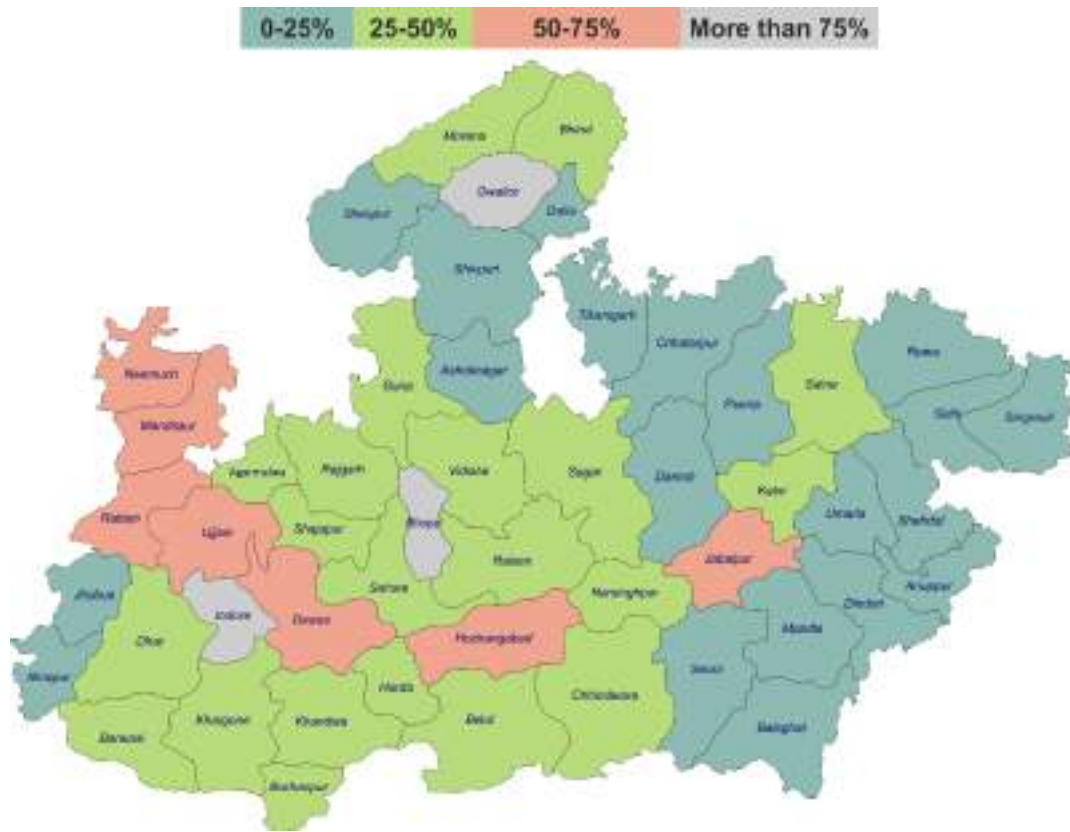 0-25% 25-50% 50-75% More than 75%
Morena
Bhind
Gwalior
Datia
Sheopur
Shivpuri
Tikamgarh
Chhatarpur
Rewa
Neemuch
Ashoknagar
Guna
Panna
Satna
Sidhi
Singrauli
Mandsaur
Rajgarh
Vidisha
Sagar
Damoh
Katni
Ratlam
Ujjain
Shajapur
Bhopal
Raisen
Umaria
Shahdol
Jabalpur
Anuppur
Jhabua
Sehore
Narsinghpur
Dindori
Indore
Dewas
Mandla
Dhar
Hoshangabad
Seoni
Harda
Chhindwara
Khargone
Khandwa
Betul
Balaghat
Barwani
Burhanpur